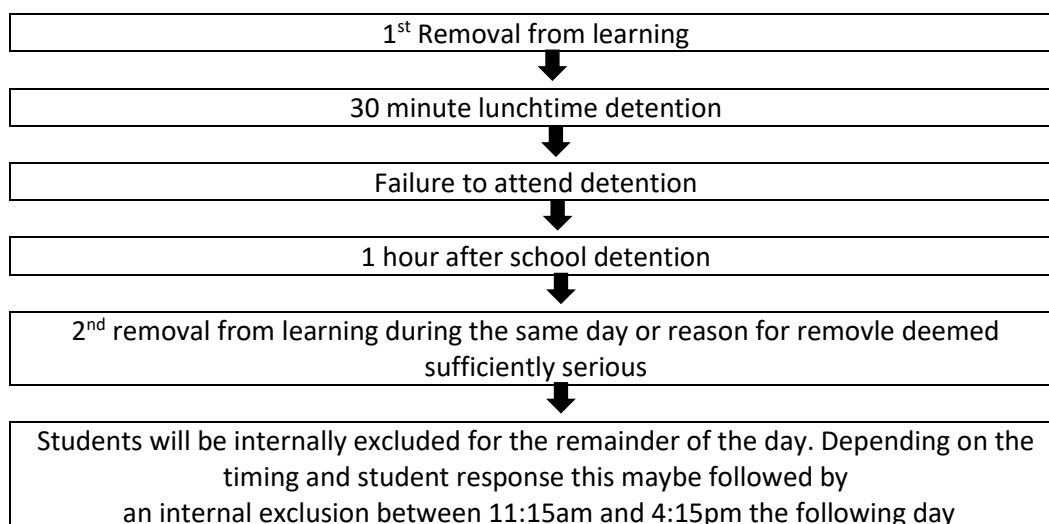 1st Removal from learning
30 minute lunchtime detention
Failure to attend detention
1 hour after school detention
2nd removal from learning during the same day or reason for removle deemed
sufficiently serious
Students will be internally excluded for the remainder of the day. Depending on the
timing and student response this maybe followed by
an internal exclusion between 11:15am and 4:15pm the following day